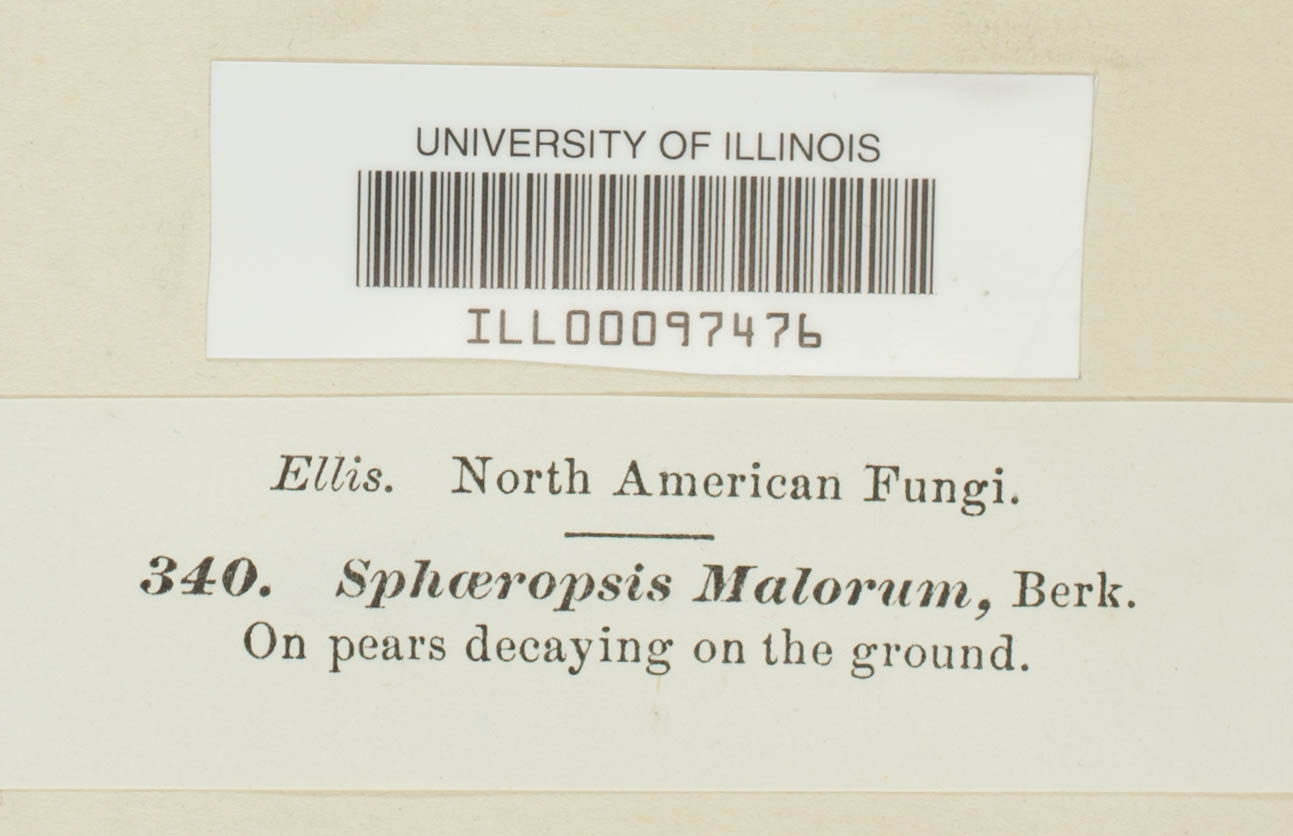 UNIVERSITY OF ILLINOIS
ILL00097476
Ellis. North American Fungi.
340. Sphæropsis Malorum, Berk.
On pears decaying on the ground.